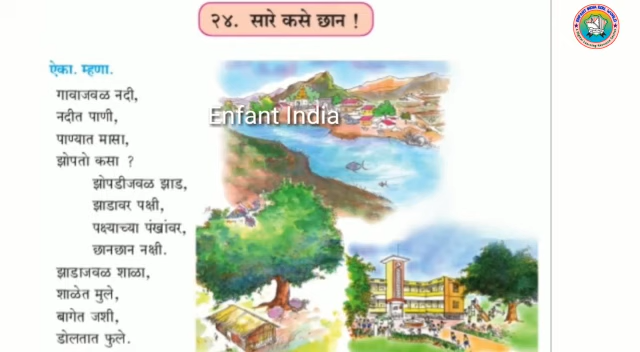 २४. सारे कसे छान !
ऐका. म्हणा.
गावाजवळ नदी,
नदीत पाणी,
पाण्यात मासा,
झोपतो कसा ?
झोपडीजवळ झाड,
झाडावर पक्षी,
पक्ष्याच्या पंखांवर,
छानछान नक्षी.
झाडाजवळ शाळा,
शाळेत मुले,
बागेत जशी,
डोलतात फुले.
Enfant India